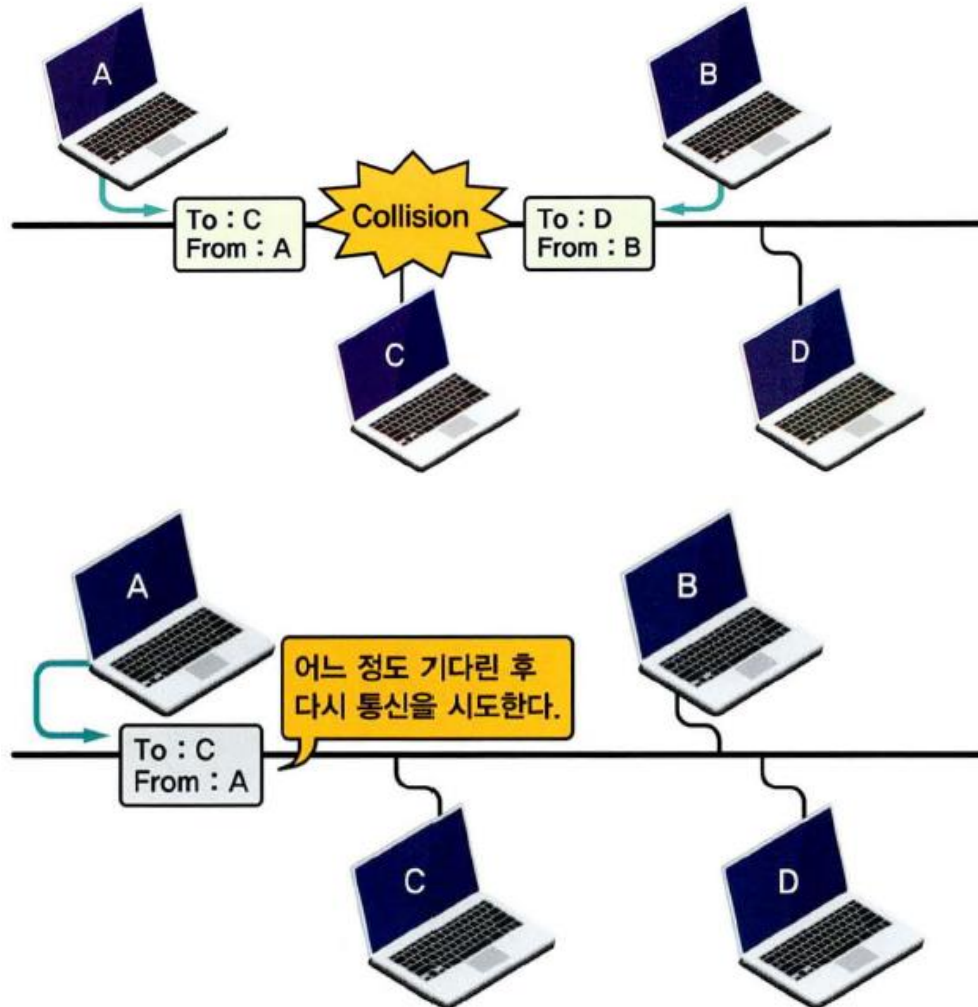 A
B
To : C
From : A
Collision
To : D
From : B
C
D
A
B
어느 정도 기다린 후
다시 통신을 시도한다.
To : C
From : A
C
D